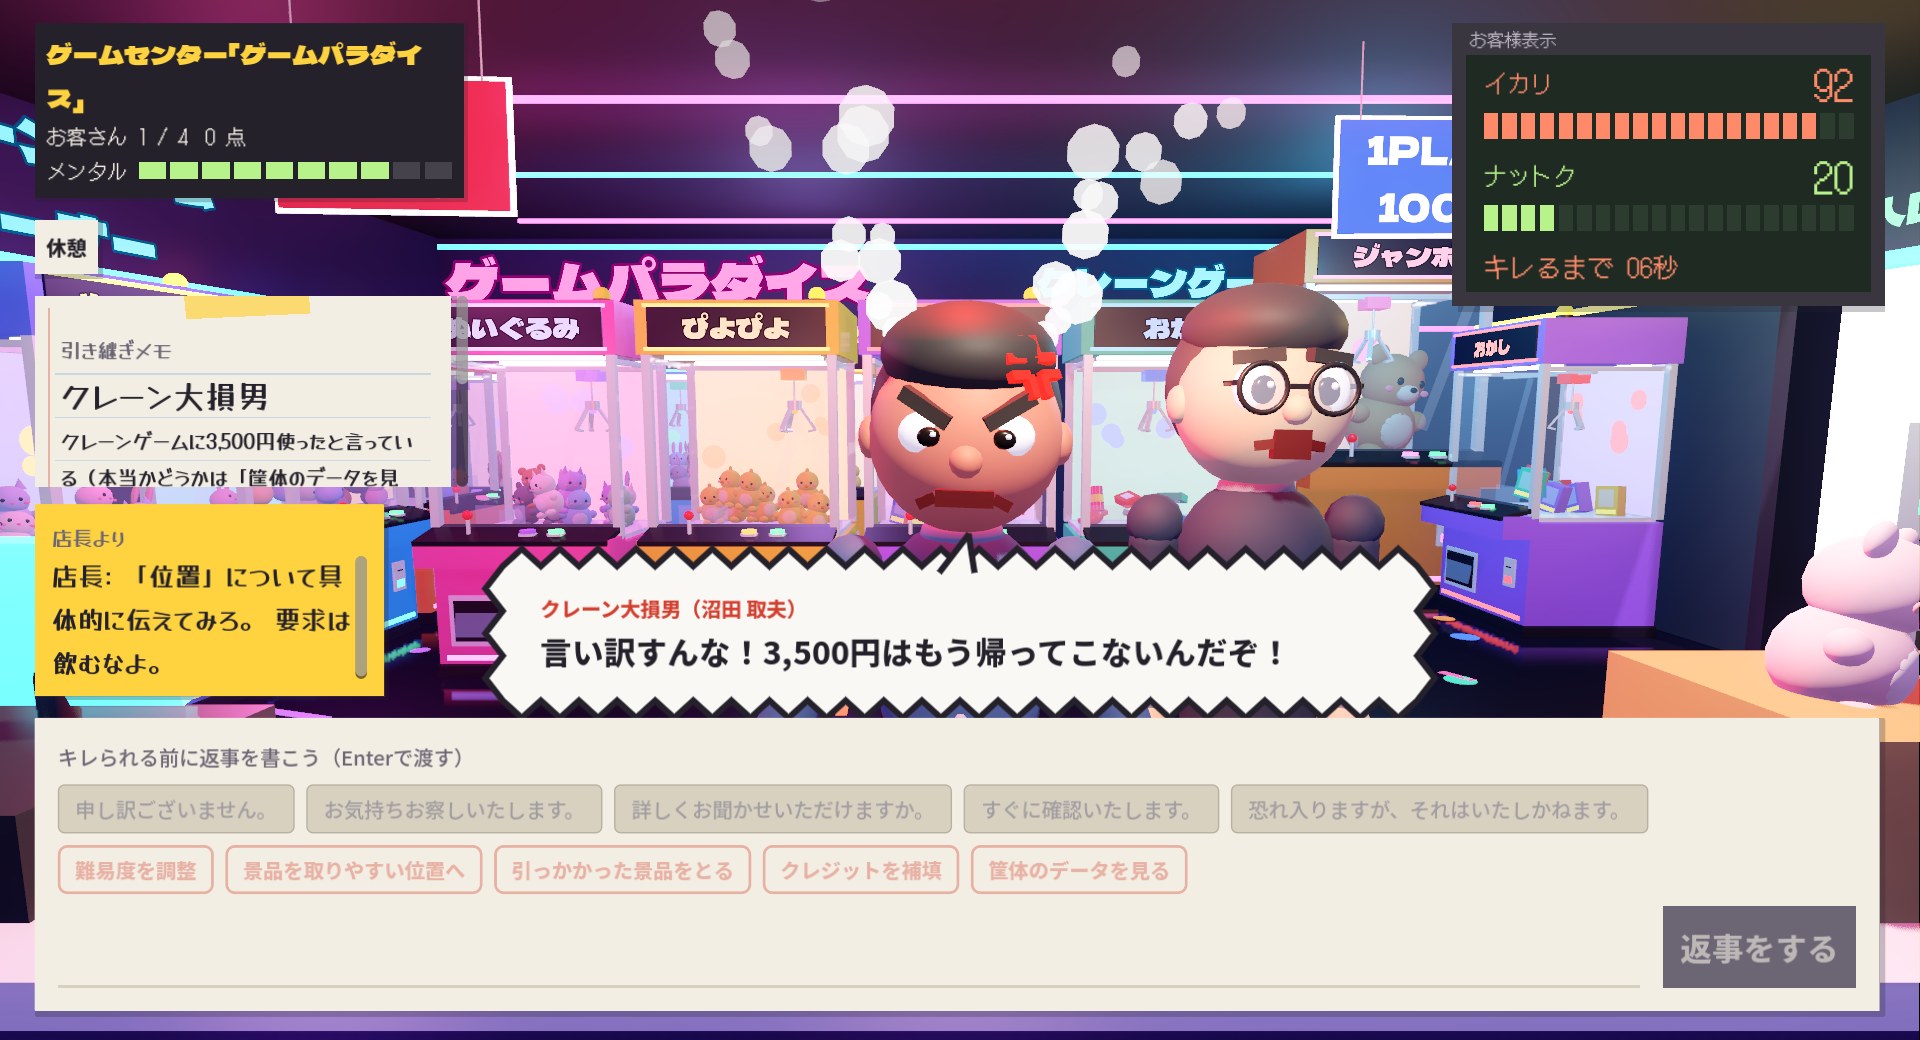 ゲームセンター「ゲームパラダイ
ス」
お客さん 1 / 4 0 点
メンタル
休憩
引き継ぎメモ
クレーン大損男
クレーンゲームに3,500円使ったと言ってい
る（本当かどうかは「筐体のデータを見
店長より
店長：「位置」について具
体的に伝えてみろ。 要求は
飲むなよ。
お客様表示
イカリ 92
ナットク 20
キレるまで 06秒
1PL
100
ゲームパラダイス
クレーンゲー
ジャンボ
ぬいぐるみ
ぴよぴよ
おか
おかし
クレーン大損男（沼田 取夫）
言い訳すんな！3,500円はもう帰ってこないんだぞ！
キレられる前に返事を書こう（Enterで渡す）
申し訳ございません。
お気持ちお察しいたします。
詳しくお聞かせいただけますか。
すぐに確認いたします。
恐れ入りますが、それはいたしかねます。
難易度を調整
景品を取りやすい位置へ
引っかかった景品をとる
クレジットを補填
筐体のデータを見る
返事をする